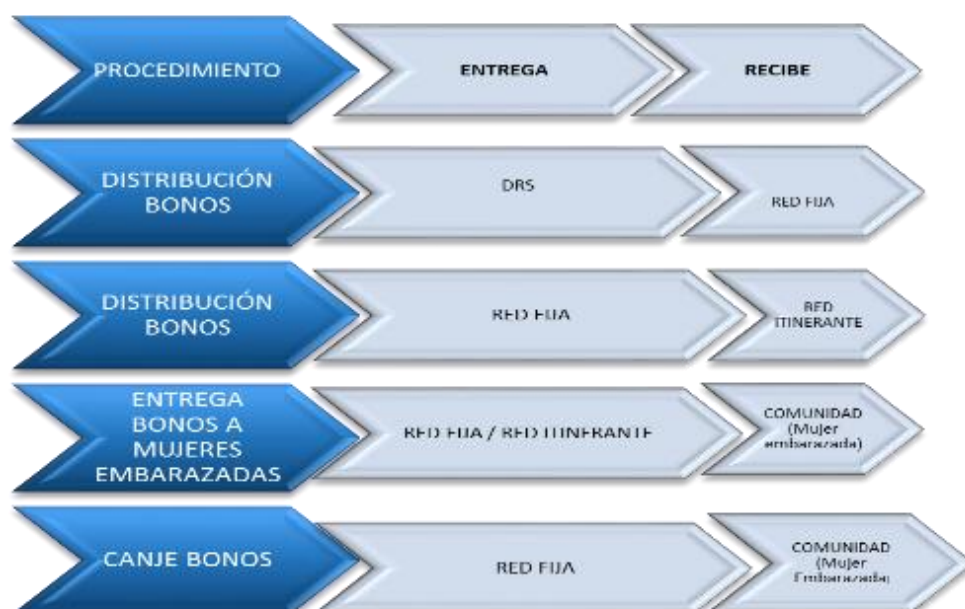 PROCEDIMIENTO
ENTREGA
RECIBE
DISTRIBUCIÓN
BONOS
DRS
RED FIJA
DISTRIBUCIÓN
BONOS
RED FIJA
RED
ITINERANTE
ENTREGA
BONOS A
MUJERES
EMBARAZADAS
RED FIJA / RED ITINERANTE
COMUNIDAD
(Mujer
embarazada)
CANJE BONOS
RED FIJA
COMUNIDAD
(Mujer
Embarazada)